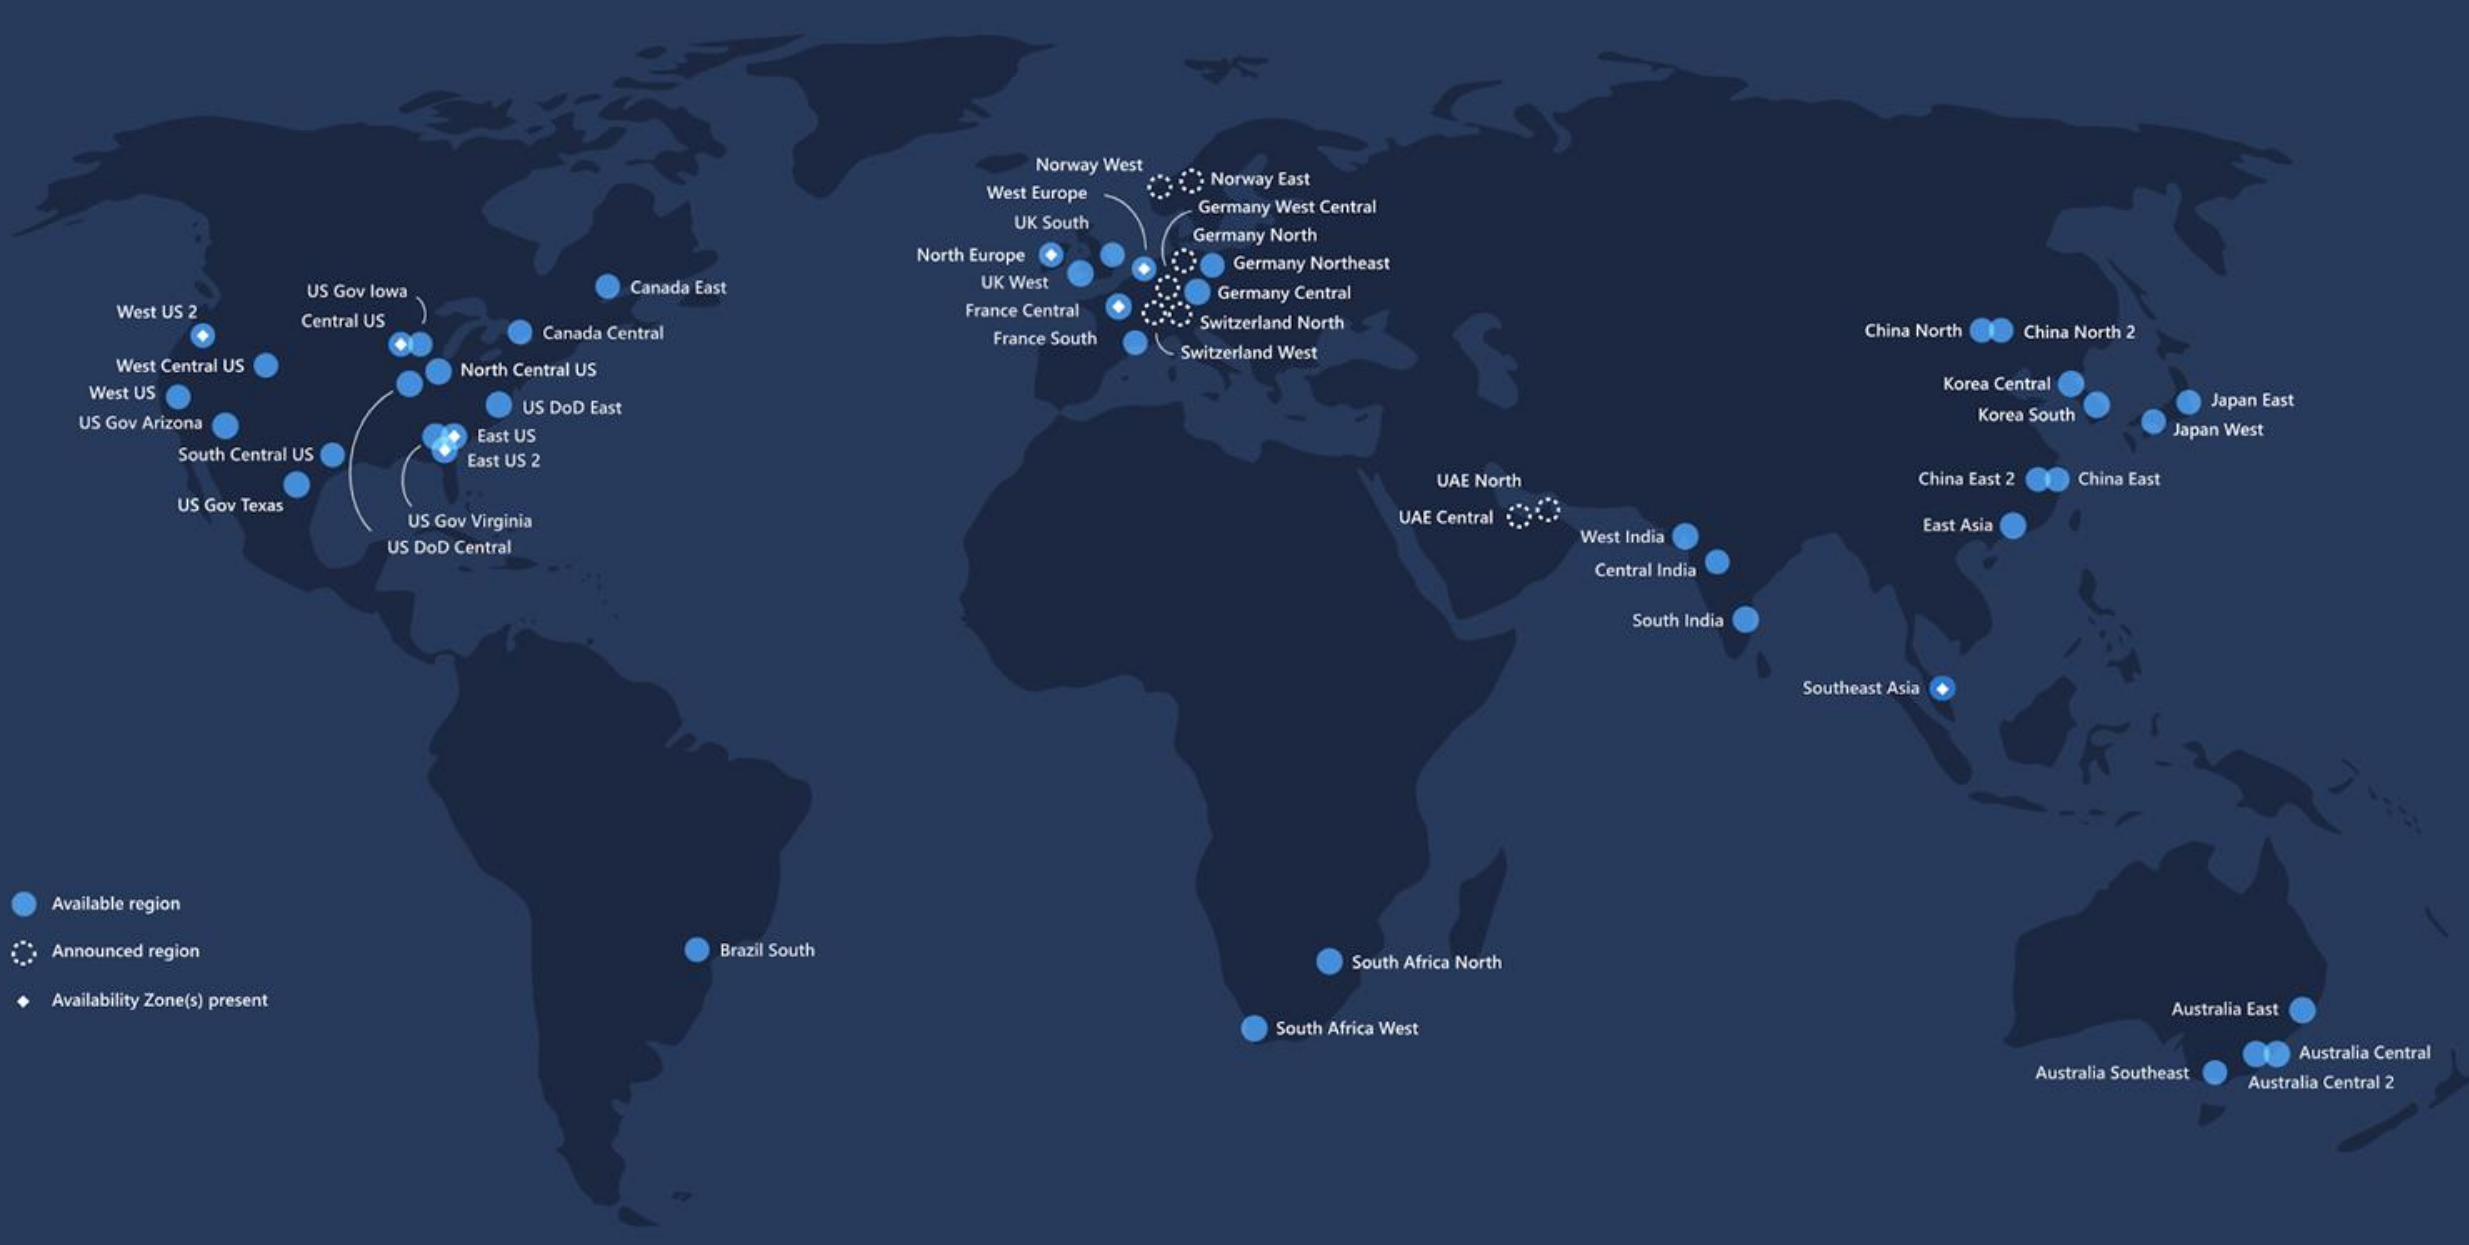 Norway West
Norway East
West Europe
Germany West Central
UK South
Germany North
North Europe
Germany Northeast
UK West
Germany Central
France Central
Switzerland North
France South
Switzerland West
US Gov Iowa
Canada East
West US 2
Central US
Canada Central
West Central US
North Central US
West US
US DoD East
US Gov Arizona
East US
South Central US
East US 2
US Gov Texas
US Gov Virginia
US DoD Central
China North
China North 2
Korea Central
Japan East
Korea South
Japan West
UAE North
China East 2
China East
UAE Central
East Asia
West India
Central India
South India
Southeast Asia
Available region
Announced region
Availability Zone(s) present
Brazil South
South Africa North
South Africa West
Australia East
Australia Central
Australia Southeast
Australia Central 2